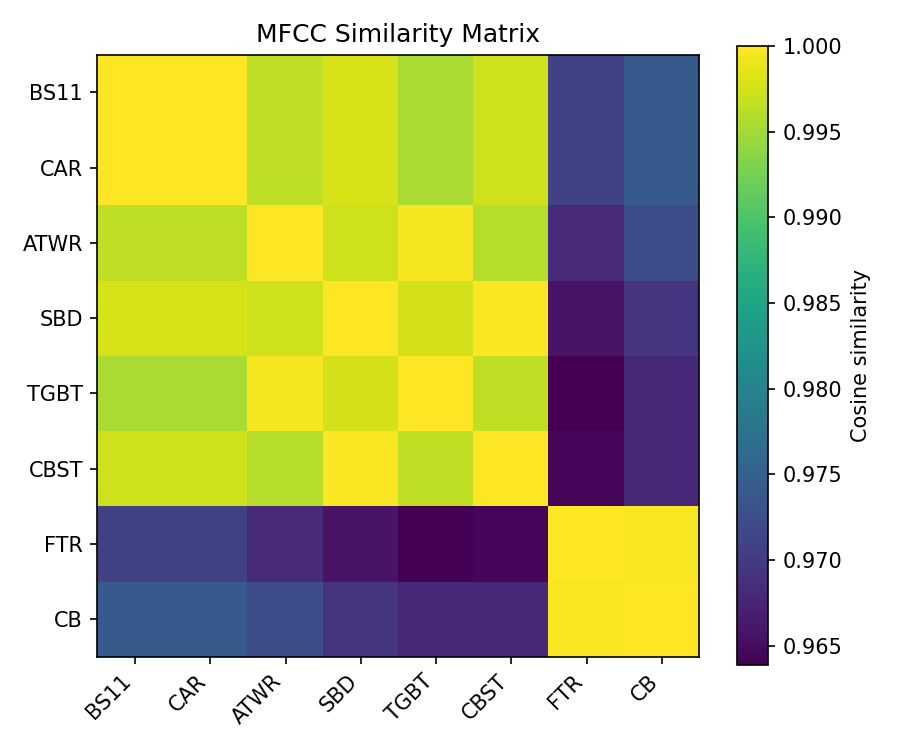 MFCC Similarity Matrix
BS11
CAR
ATWR
SBD
TGBT
CBST
FTR
CB
BS11
CAR
ATWR
SBD
TGBT
CBST
FTR
CB
1.000
0.995
0.990
0.985
0.980
0.975
0.970
0.965
Cosine similarity